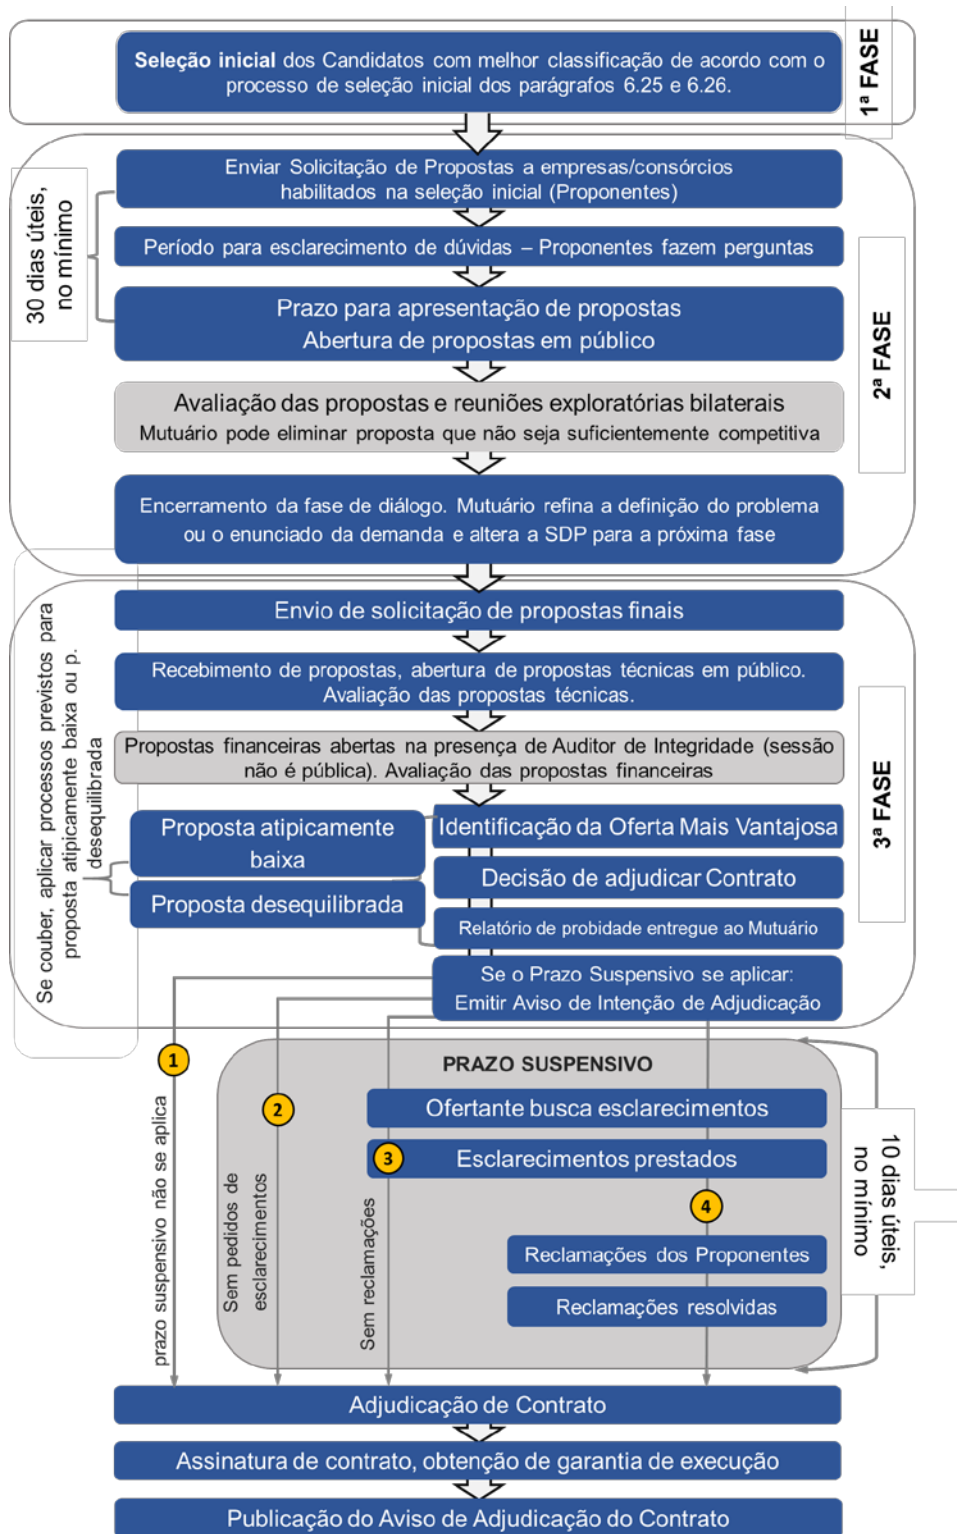 Seleção inicial dos Candidatos com melhor classificação de acordo com o
processo de seleção inicial dos parágrafos 6.25 e 6.26.
1ª FASE
Enviar Solicitação de Propostas a empresas/consórcios
habilitados na seleção inicial (Proponentes)
30 dias úteis,
no mínimo
Período para esclarecimento de dúvidas – Proponentes fazem perguntas
Prazo para apresentação de propostas
Abertura de propostas em público
2ª FASE
Avaliação das propostas e reuniões exploratórias bilaterais
Mutuário pode eliminar proposta que não seja suficientemente competitiva
Encerramento da fase de diálogo. Mutuário refina a definição do problema
ou o enunciado da demanda e altera a SDP para a próxima fase
Envio de solicitação de propostas finais
Recebimento de propostas, abertura de propostas técnicas em público.
Avaliação das propostas técnicas.
Propostas financeiras abertas na presença de Auditor de Integridade (sessão
não é pública). Avaliação das propostas financeiras
3ª FASE
Se couber, aplicar processos previstos para
proposta atipicamente baixa ou p.
desequilibrada
Proposta atipicamente
baixa
Proposta desequilibrada
Identificação da Oferta Mais Vantajosa
Decisão de adjudicar Contrato
Relatório de probidade entregue ao Mutuário
Se o Prazo Suspensivo se aplicar:
Emitir Aviso de Intenção de Adjudicação
PRAZO SUSPENSIVO
1
prazo suspensivo não se aplica
2
Sem pedidos de
esclarecimentos
Ofertante busca esclarecimentos
3
Esclarecimentos prestados
Sem reclamações
4
Reclamações dos Proponentes
Reclamações resolvidas
10 dias úteis,
no mínimo
Adjudicação de Contrato
Assinatura de contrato, obtenção de garantia de execução
Publicação do Aviso de Adjudicação do Contrato